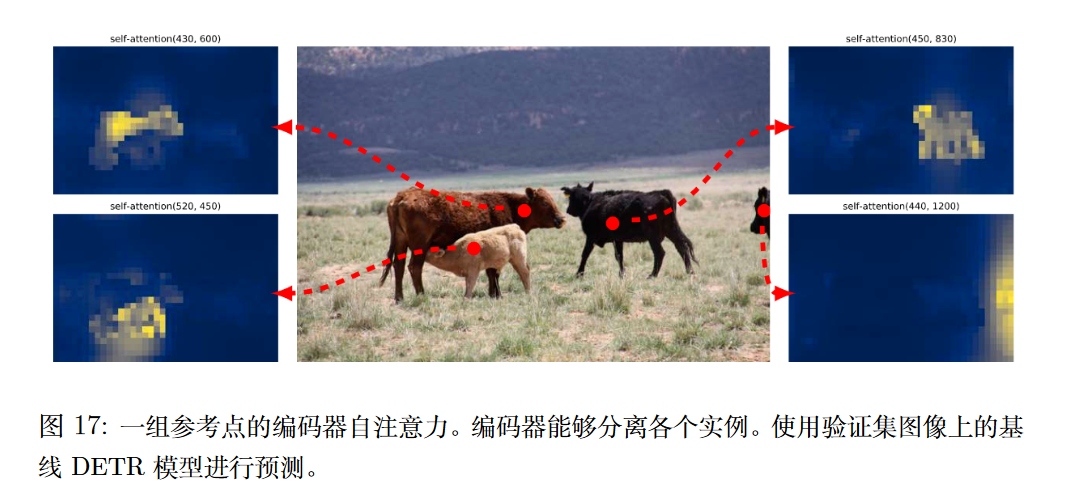 self-attention(430, 600)
self-attention(450, 830)
self-attention(520, 450)
self-attention(440, 1200)
图 17: 一组参考点的编码器自注意力。编码器能够分离各个实例。使用验证集图像上的基
线 DETR 模型进行预测。